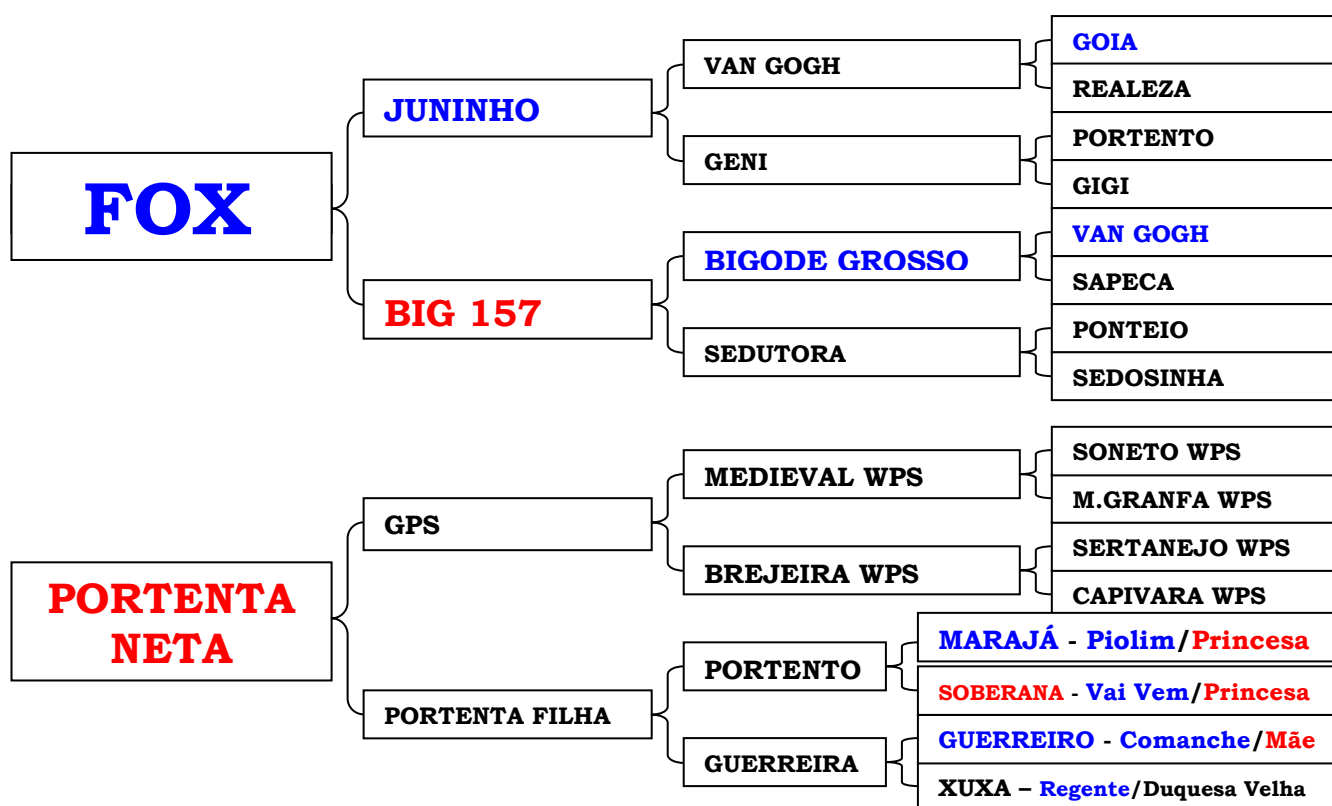 FOX
JUNINHO
BIG 157
VAN GOGH
GENI
BIGODE GROSSO
SEDUTORA
GOIA
REALEZA
PORTENTO
GIGI
VAN GOGH
SAPECA
PONTEIO
SEDOSINHA
PORTENTA
NETA
GPS
PORTENTA FILHA
MEDIEVAL WPS
BREJEIRA WPS
PORTENTO
GUERREIRA
SONETO WPS
M.GRANFA WPS
SERTANEJO WPS
CAPIVARA WPS
MARAJÁ - Piolim/Princesa
SOBERANA - Vai Vem/Princesa
GUERREIRO - Comanche/Mãe
XUXA – Regente/Duquesa Velha